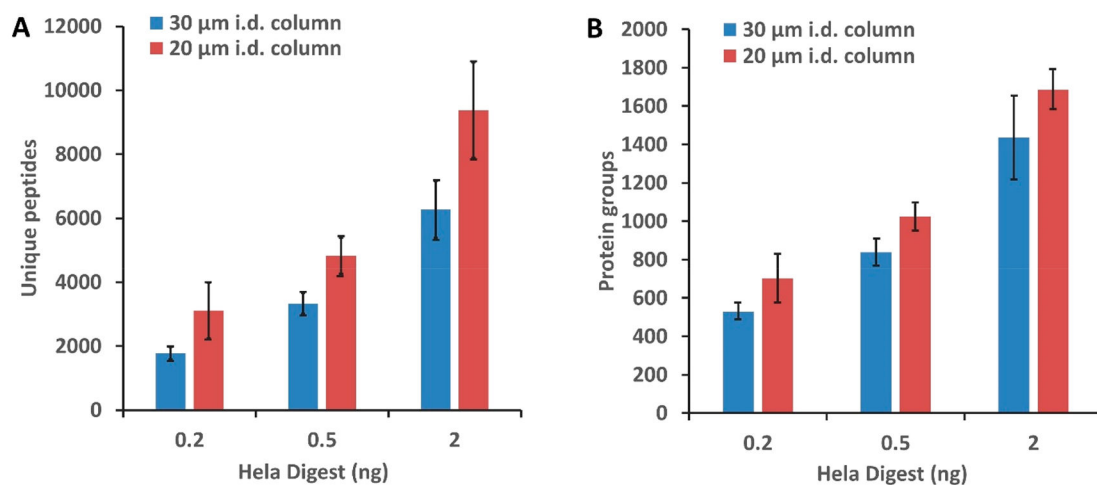 A
30 µm i.d. column
20 µm i.d. column
Unique peptides
12000
10000
8000
6000
4000
2000
0
0.2 0.5 2
Hela Digest (ng)
B
30 µm i.d. column
20 µm i.d. column
Protein groups
2000
1800
1600
1400
1200
1000
800
600
400
200
0
0.2 0.5 2
Hela Digest (ng)